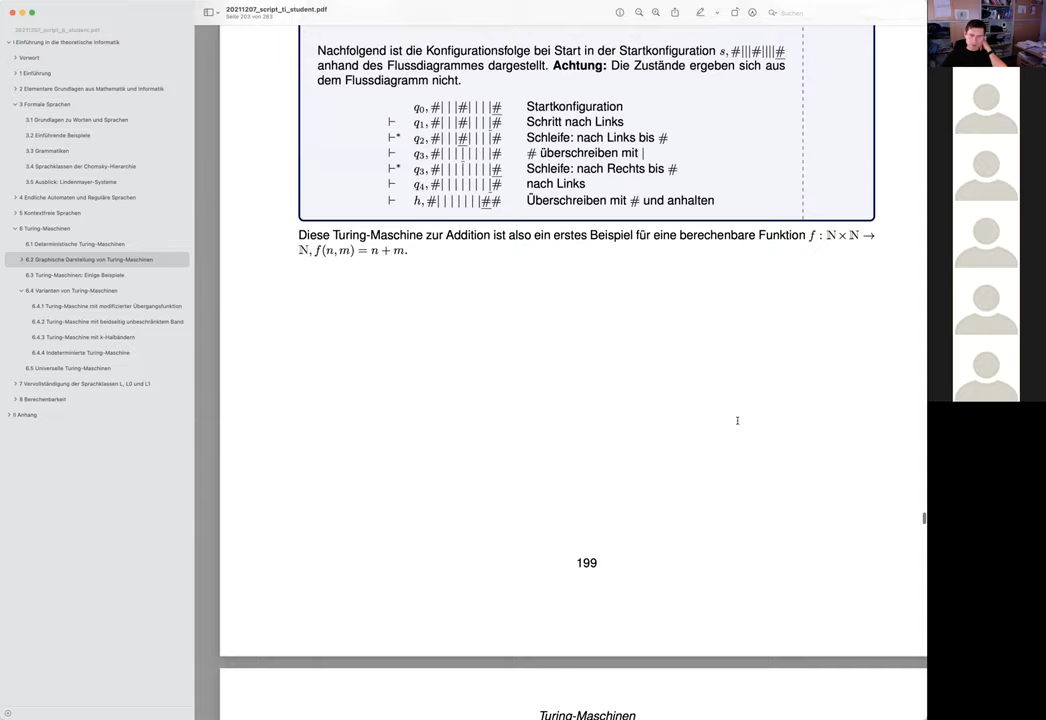 20211207_script_ti_student.pdf
Seite 203 von 283
Suchen
20211207_script_ti_student.pdf
I Einführung in die theoretische Informatik
Vorwort
1 Einführung
2 Elementare Grundlagen aus Mathematik und Informatik
3 Formale Sprachen
3.1 Grundlagen zu Worten und Sprachen
3.2 Einführende Beispiele
3.3 Grammatiken
3.4 Sprachklassen der Chomsky-Hierarchie
3.5 Ausblick: Lindenmayer-Systeme
4 Endliche Automaten und Reguläre Sprachen
5 Kontextfreie Sprachen
6 Turing-Maschinen
6.1 Deterministische Turing-Maschinen
6.2 Graphische Darstellung von Turing-Maschinen
6.3 Turing-Maschinen: Einige Beispiele
6.4 Varianten von Turing-Maschinen
6.4.1 Turing-Maschine mit modifizierter Übergangsfunktion
6.4.2 Turing-Maschine mit beidseitig unbeschränktem Band
6.4.3 Turing-Maschine mit k-Halbbändern
6.4.4 Indeterminierte Turing-Maschine
6.5 Universelle Turing-Maschinen
7 Vervollständigung der Sprachklassen L, L0 und L1
8 Berechenbarkeit
II Anhang
Nachfolgend ist die Konfigurationsfolge bei Start in der Startkonfiguration s, #|||#||||#
anhand des Flussdiagrammes dargestellt. Achtung: Die Zustände ergeben sich aus
dem Flussdiagramm nicht.
q₀, #|||#||||# Startkonfiguration
⊢ q₁, #|||#||||# Schritt nach Links
⊢* q₂, #|||#||||# Schleife: nach Links bis #
⊢ q₃, #||||||||# # überschreiben mit |
⊢* q₃, #||||||||# Schleife: nach Rechts bis #
⊢ q₄, #||||||||# nach Links
⊢ h, #|||||||## Überschreiben mit # und anhalten
Diese Turing-Maschine zur Addition ist also ein erstes Beispiel für eine berechenbare Funktion f : ℕ × ℕ →
ℕ, f(n, m) = n + m.
199
Turing-Maschinen